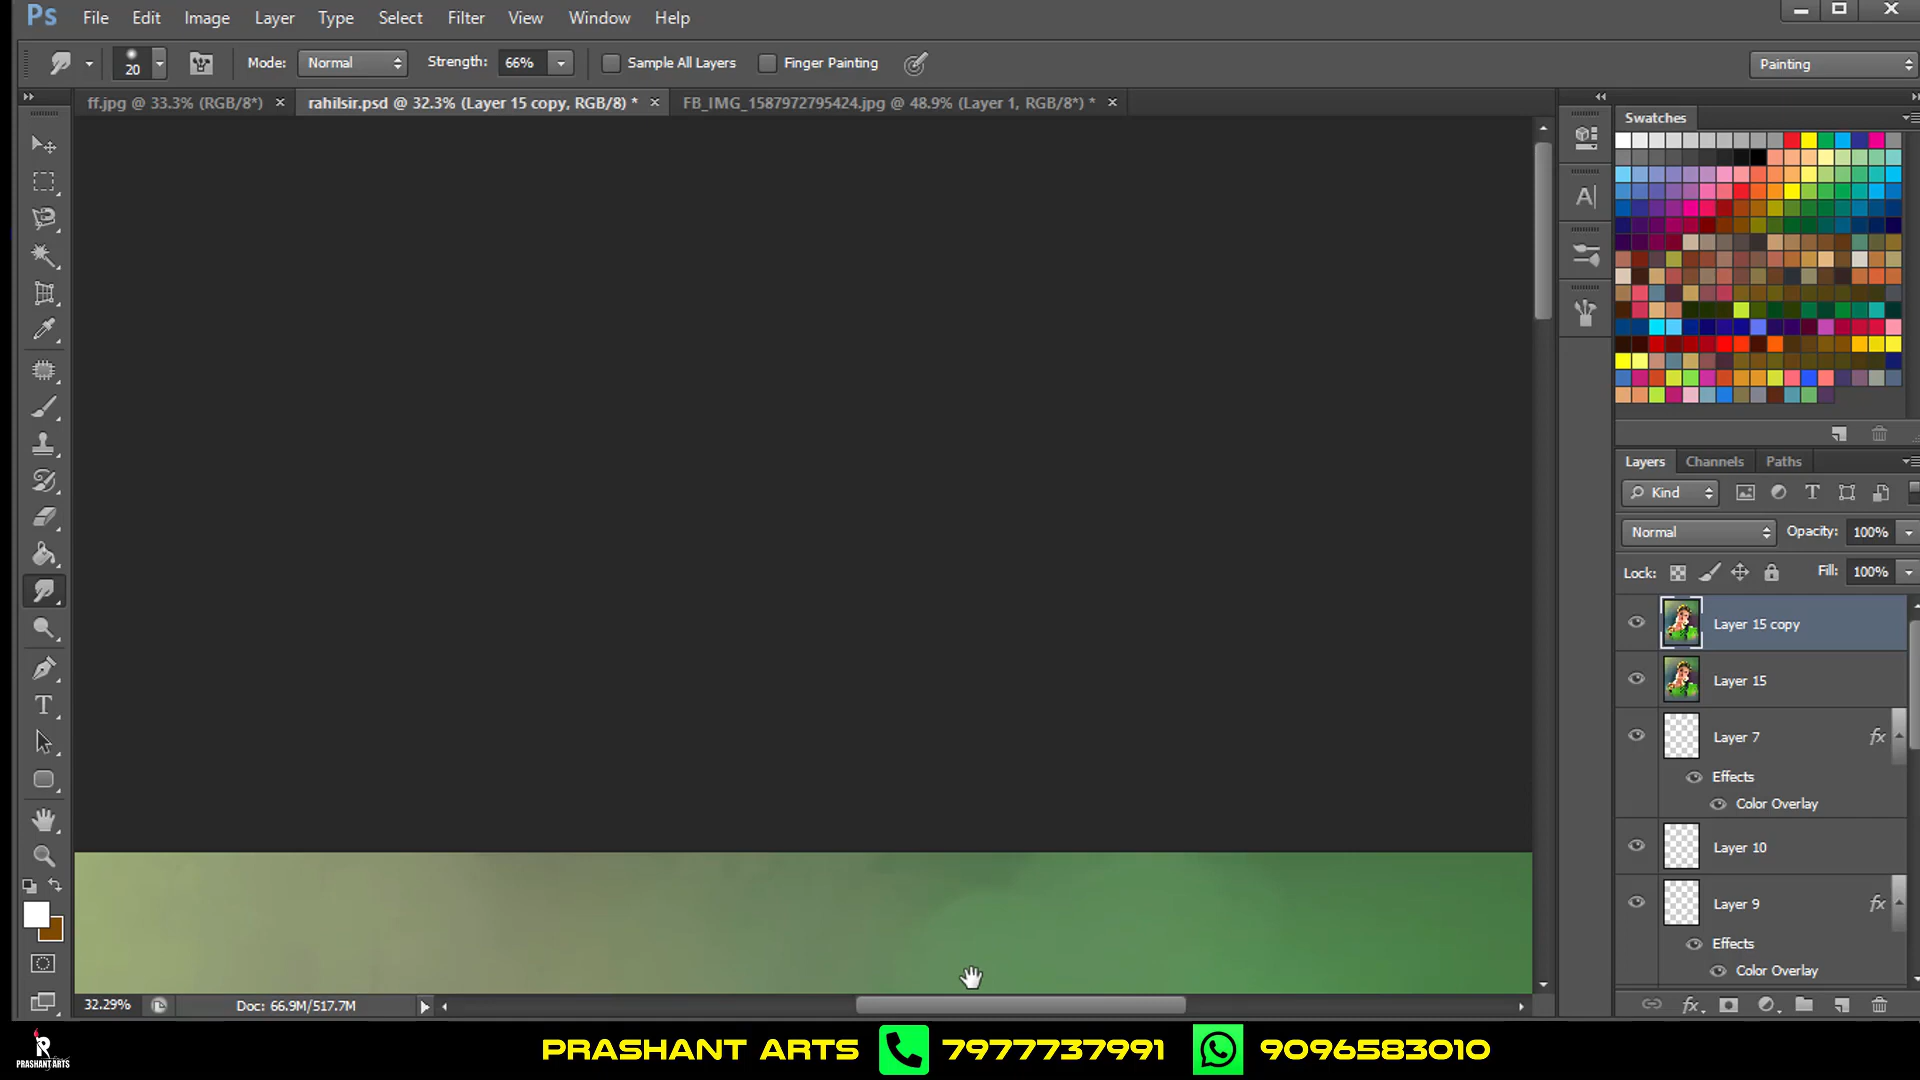 Ps File Edit Image Layer Type Select Filter View Window Help
20 Mode: Normal Strength: 66% Sample All Layers Finger Painting Painting
ff.jpg @ 33.3% (RGB/8*) × rahilsir.psd @ 32.3% (Layer 15 copy, RGB/8) * × FB_IMG_1587972795424.jpg @ 48.9% (Layer 1, RGB/8*) * ×
Swatches
Layers Channels Paths
Kind
Normal Opacity: 100%
Lock: Fill: 100%
Layer 15 copy
Layer 15
Layer 7 fx
Effects
Color Overlay
Layer 10
Layer 9 fx
Effects
Color Overlay
32.29% Doc: 66.9M/517.7M
PRASHANT ARTS 7977737991 9096583010
PRASHANT ARTS